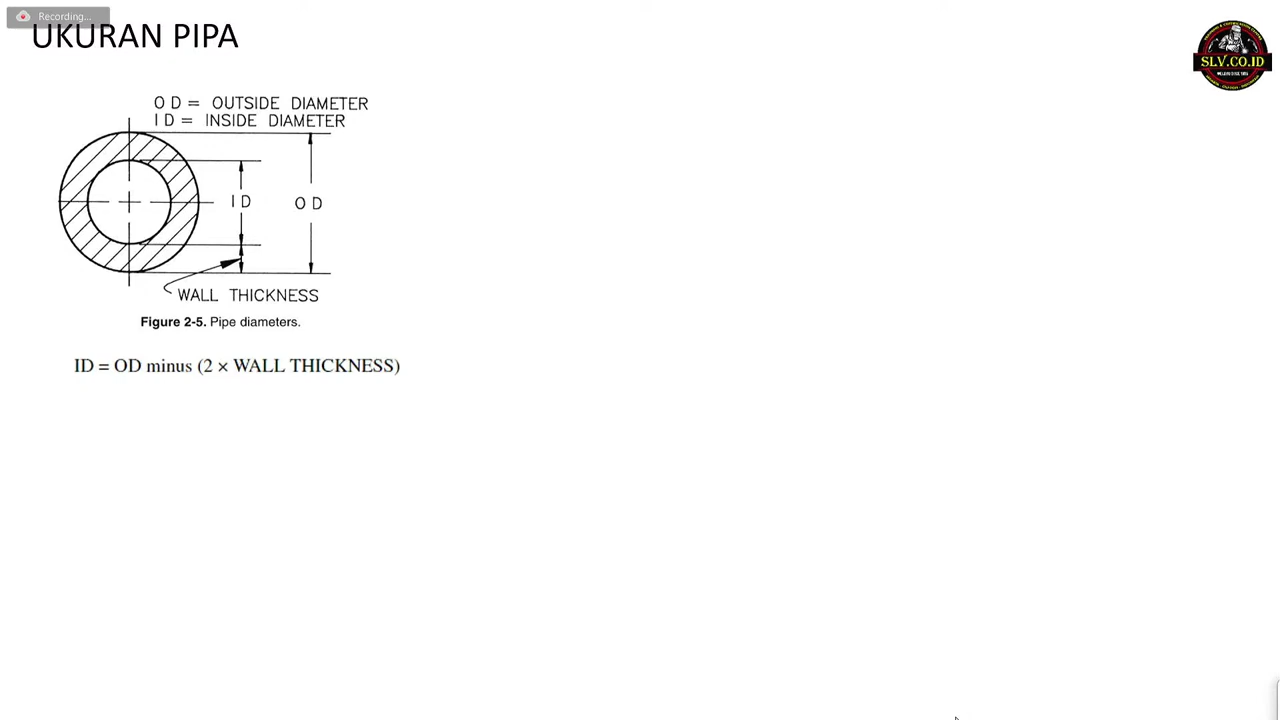 Recording...
UKURAN PIPA
SLV.CO.ID
O D = OUTSIDE DIAMETER
I D = INSIDE DIAMETER
I D
O D
WALL THICKNESS
Figure 2-5. Pipe diameters.
ID = OD minus (2 × WALL THICKNESS)